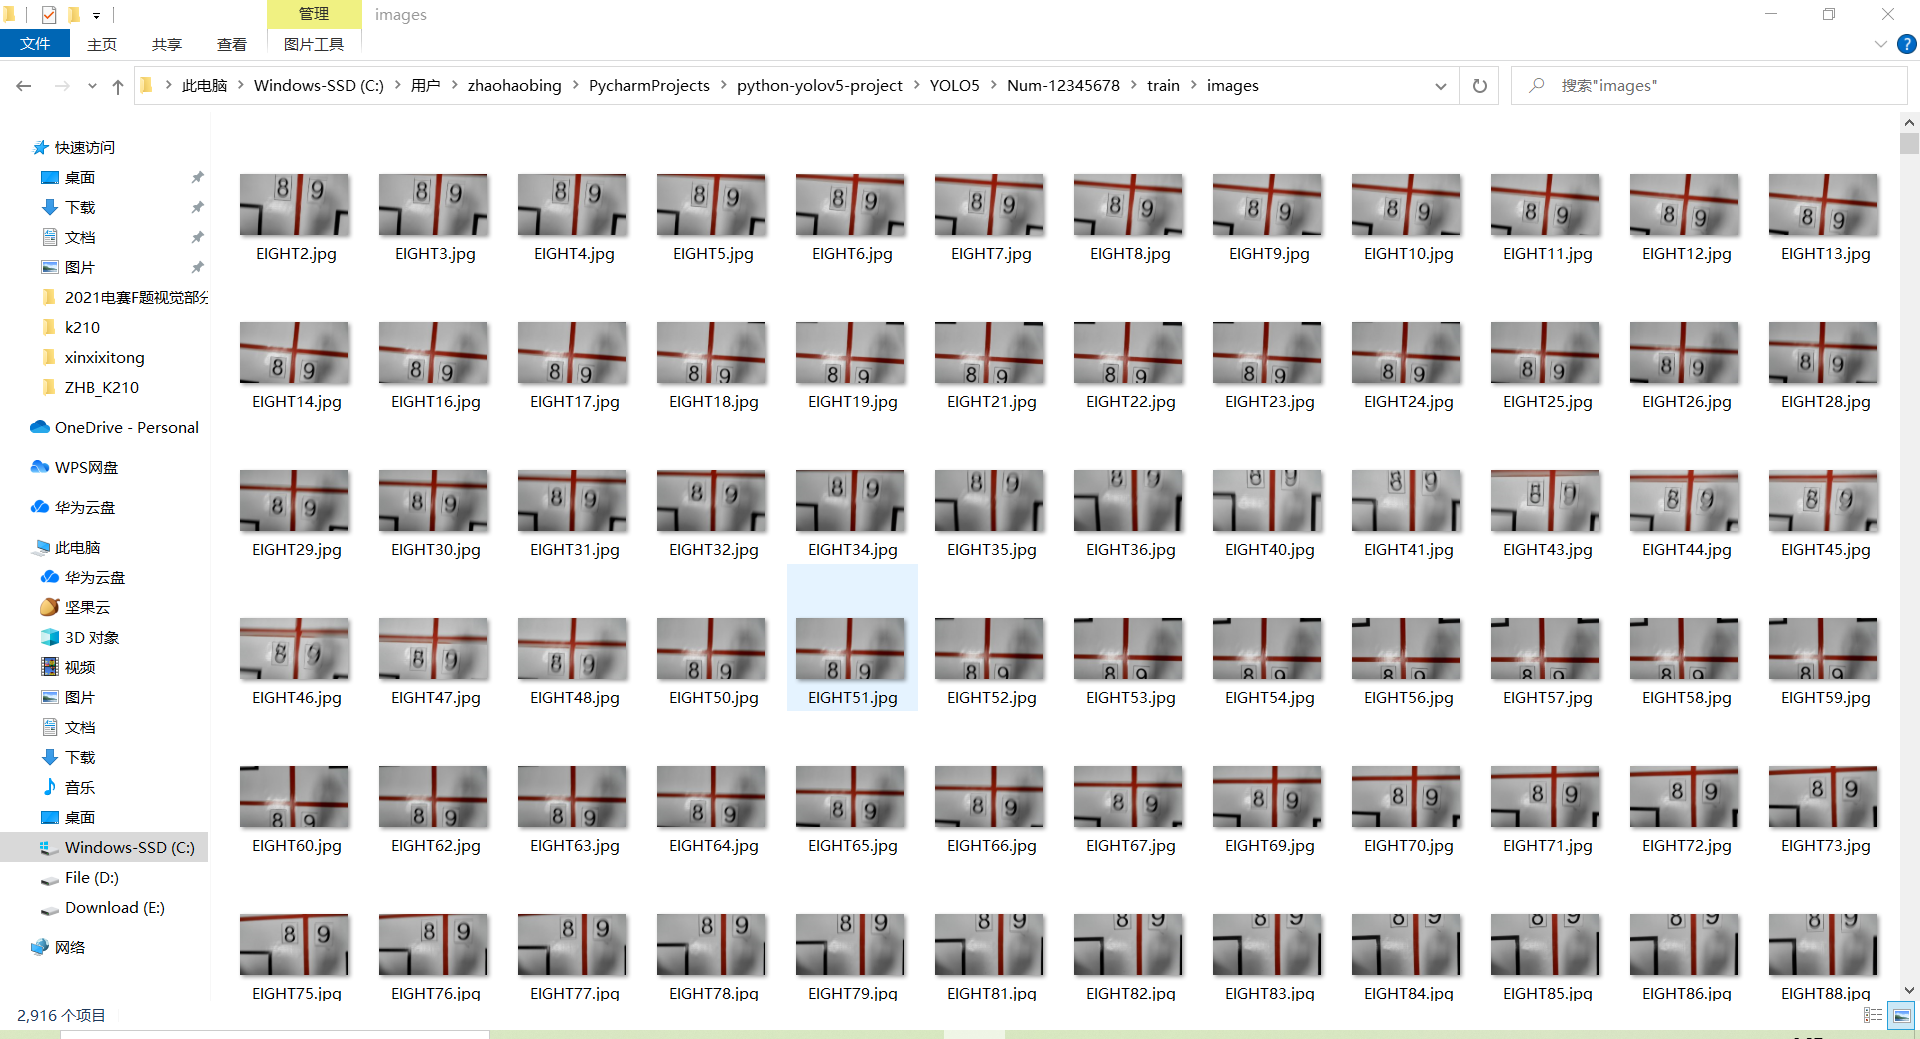 管理
images
文件
主页
共享
查看
图片工具
此电脑
Windows-SSD (C:)
用户
zhaohaobing
PycharmProjects
python-yolov5-project
YOLO5
Num-12345678
train
images
搜索"images"
快速访问
桌面
下载
文档
图片
2021电赛F题视觉部分
k210
xinxixitong
ZHB_K210
OneDrive - Personal
WPS网盘
华为云盘
此电脑
华为云盘
坚果云
3D 对象
视频
图片
文档
下载
音乐
桌面
Windows-SSD (C:)
File (D:)
Download (E:)
网络
EIGHT2.jpg EIGHT3.jpg EIGHT4.jpg EIGHT5.jpg EIGHT6.jpg EIGHT7.jpg EIGHT8.jpg EIGHT9.jpg EIGHT10.jpg EIGHT11.jpg EIGHT12.jpg EIGHT13.jpg
EIGHT14.jpg EIGHT16.jpg EIGHT17.jpg EIGHT18.jpg EIGHT19.jpg EIGHT21.jpg EIGHT22.jpg EIGHT23.jpg EIGHT24.jpg EIGHT25.jpg EIGHT26.jpg EIGHT28.jpg
EIGHT29.jpg EIGHT30.jpg EIGHT31.jpg EIGHT32.jpg EIGHT34.jpg EIGHT35.jpg EIGHT36.jpg EIGHT40.jpg EIGHT41.jpg EIGHT43.jpg EIGHT44.jpg EIGHT45.jpg
EIGHT46.jpg EIGHT47.jpg EIGHT48.jpg EIGHT50.jpg EIGHT51.jpg EIGHT52.jpg EIGHT53.jpg EIGHT54.jpg EIGHT56.jpg EIGHT57.jpg EIGHT58.jpg EIGHT59.jpg
EIGHT60.jpg EIGHT62.jpg EIGHT63.jpg EIGHT64.jpg EIGHT65.jpg EIGHT66.jpg EIGHT67.jpg EIGHT69.jpg EIGHT70.jpg EIGHT71.jpg EIGHT72.jpg EIGHT73.jpg
EIGHT75.jpg EIGHT76.jpg EIGHT77.jpg EIGHT78.jpg EIGHT79.jpg EIGHT81.jpg EIGHT82.jpg EIGHT83.jpg EIGHT84.jpg EIGHT85.jpg EIGHT86.jpg EIGHT88.jpg
2,916 个项目